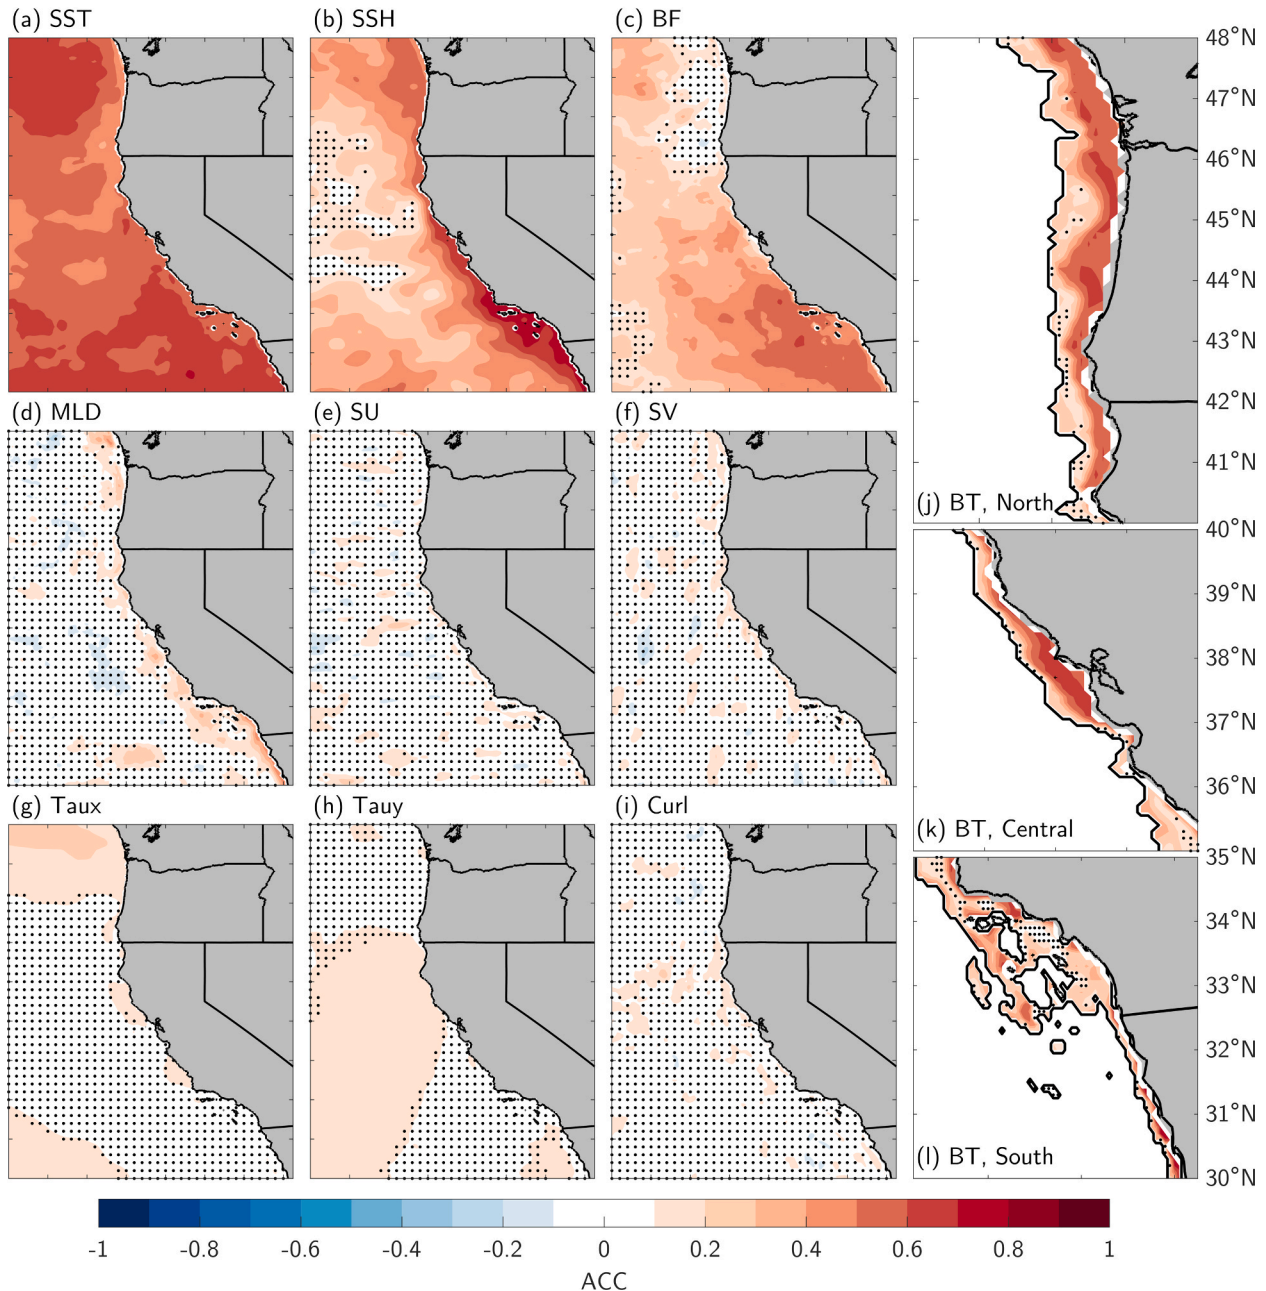 (a) SST
(b) SSH
(c) BF
48°N
47°N
46°N
45°N
44°N
43°N
42°N
41°N
(j) BT, North
40°N
(d) MLD
(e) SU
(f) SV
39°N
38°N
37°N
36°N
(k) BT, Central
35°N
(g) Taux
(h) Tauy
(i) Curl
34°N
33°N
32°N
31°N
(l) BT, South
30°N
-1 -0.8 -0.6 -0.4 -0.2 0 0.2 0.4 0.6 0.8 1
ACC